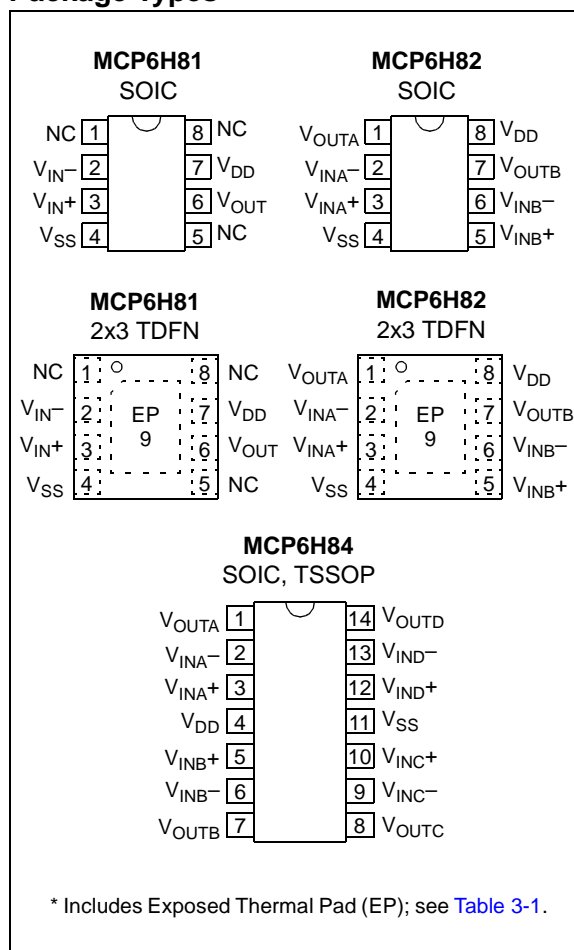 Package Types
MCP6H81
SOIC
NC 1 8 NC
VIN– 2 7 VDD
VIN+ 3 6 VOUT
VSS 4 5 NC
MCP6H82
SOIC
VOUTA 1 8 VDD
VINA– 2 7 VOUTB
VINA+ 3 6 VINB–
VSS 4 5 VINB+
MCP6H81
2x3 TDFN
NC 1 8 NC
VIN– 2 EP 7 VDD
VIN+ 3 9 6 VOUT
VSS 4 5 NC
MCP6H82
2x3 TDFN
VOUTA 1 8 VDD
VINA– 2 EP 7 VOUTB
VINA+ 3 9 6 VINB–
VSS 4 5 VINB+
MCP6H84
SOIC, TSSOP
VOUTA 1 14 VOUTD
VINA– 2 13 VIND–
VINA+ 3 12 VIND+
VDD 4 11 VSS
VINB+ 5 10 VINC+
VINB– 6 9 VINC–
VOUTB 7 8 VOUTC
* Includes Exposed Thermal Pad (EP); see Table 3-1.